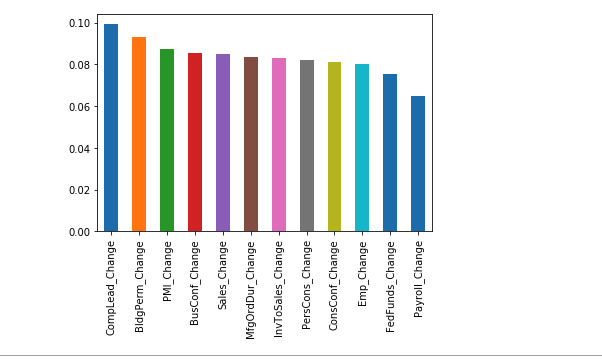 0.10
0.08
0.06
0.04
0.02
0.00
CompLead_Change
BldgPerm_Change
PMI_Change
BusConf_Change
Sales_Change
MfgOrdDur_Change
InvToSales_Change
PersCons_Change
ConsConf_Change
Emp_Change
FedFunds_Change
Payroll_Change